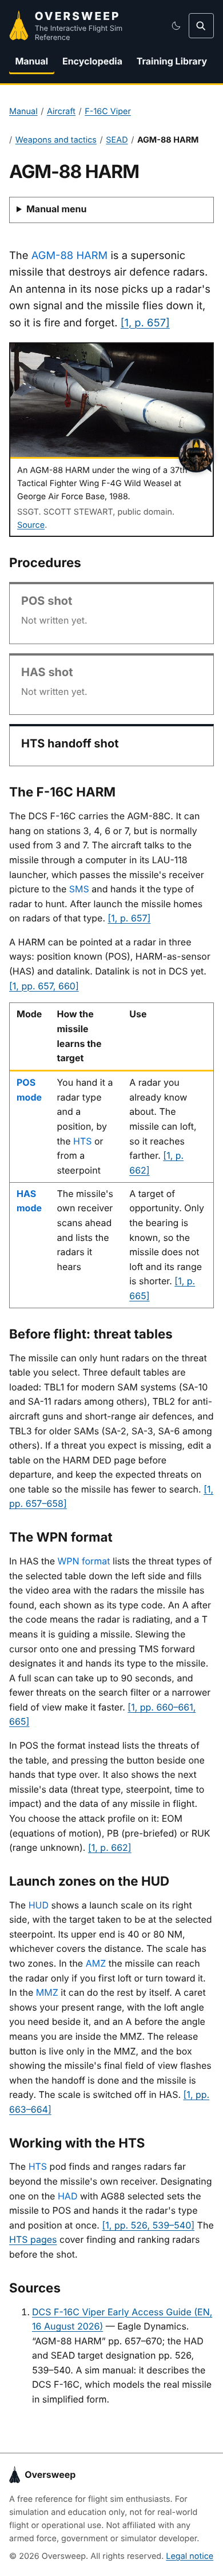 OVERSWEEP
The Interactive Flight Sim
Reference
Manual Encyclopedia Training Library
Manual / Aircraft / F-16C Viper
/ Weapons and tactics / SEAD / AGM-88 HARM
AGM-88 HARM
Manual menu
The AGM-88 HARM is a supersonic
missile that destroys air defence radars.
An antenna in its nose picks up a radar's
own signal and the missile flies down it,
so it is fire and forget. [1, p. 657]
An AGM-88 HARM under the wing of a 37th
Tactical Fighter Wing F-4G Wild Weasel at
George Air Force Base, 1988.
SSGT. SCOTT STEWART, public domain.
Source.
Procedures
POS shot
Not written yet.
HAS shot
Not written yet.
HTS handoff shot
The F-16C HARM
The DCS F-16C carries the AGM-88C. It can
hang on stations 3, 4, 6 or 7, but is normally
used from 3 and 7. The aircraft talks to the
missile through a computer in its LAU-118
launcher, which passes the missile's receiver
picture to the SMS and hands it the type of
radar to hunt. After launch the missile homes
on radars of that type. [1, p. 657]
A HARM can be pointed at a radar in three
ways: position known (POS), HARM-as-sensor
(HAS) and datalink. Datalink is not in DCS yet.
[1, pp. 657, 660]
Mode How the missile learns the target Use
POS mode You hand it a radar type and a position, by the HTS or from a steerpoint A radar you already know about. The missile can loft, so it reaches farther. [1, p. 662]
HAS mode The missile's own receiver scans ahead and lists the radars it hears A target of opportunity. Only the bearing is known, so the missile does not loft and its range is shorter. [1, p. 665]
Before flight: threat tables
The missile can only hunt radars on the threat
table you select. Three default tables are
loaded: TBL1 for modern SAM systems (SA-10
and SA-11 radars among others), TBL2 for anti-
aircraft guns and short-range air defences, and
TBL3 for older SAMs (SA-2, SA-3, SA-6 among
others). If a threat you expect is missing, edit a
table on the HARM DED page before
departure, and keep the expected threats on
one table so the missile has fewer to search. [1,
pp. 657–658]
The WPN format
In HAS the WPN format lists the threat types of
the selected table down the left side and fills
the video area with the radars the missile has
found, each shown as its type code. An A after
the code means the radar is radiating, and a T
means it is guiding a missile. Slewing the
cursor onto one and pressing TMS forward
designates it and hands its type to the missile.
A full scan can take up to 90 seconds, and
fewer threats on the search filter or a narrower
field of view make it faster. [1, pp. 660–661,
665]
In POS the format instead lists the threats of
the table, and pressing the button beside one
hands that type over. It also shows the next
missile's data (threat type, steerpoint, time to
impact) and the data of any missile in flight.
You choose the attack profile on it: EOM
(equations of motion), PB (pre-briefed) or RUK
(range unknown). [1, p. 662]
Launch zones on the HUD
The HUD shows a launch scale on its right
side, with the target taken to be at the selected
steerpoint. Its upper end is 40 or 80 NM,
whichever covers the distance. The scale has
two zones. In the AMZ the missile can reach
the radar only if you first loft or turn toward it.
In the MMZ it can do the rest by itself. A caret
shows your present range, with the loft angle
you need beside it, and an A before the angle
means you are inside the MMZ. The release
button is live only in the MMZ, and the box
showing the missile's final field of view flashes
when the handoff is done and the missile is
ready. The scale is switched off in HAS. [1, pp.
663–664]
Working with the HTS
The HTS pod finds and ranges radars far
beyond the missile's own receiver. Designating
one on the HAD with AG88 selected sets the
missile to POS and hands it the radar's type
and position at once. [1, pp. 526, 539–540] The
HTS pages cover finding and ranking radars
before the shot.
Sources
1. DCS F-16C Viper Early Access Guide (EN,
16 August 2026) — Eagle Dynamics.
“AGM-88 HARM” pp. 657–670; the HAD
and SEAD target designation pp. 526,
539–540. A sim manual: it describes the
DCS F-16C, which models the real missile
in simplified form.
Oversweep
A free reference for flight sim enthusiasts. For
simulation and education only, not for real-world
flight or operational use. Not affiliated with any
armed force, government or simulator developer.
© 2026 Oversweep. All rights reserved. Legal notice